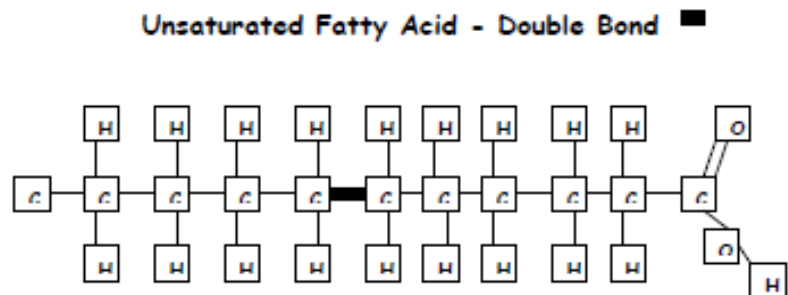 Unsaturated Fatty Acid - Double Bond
H H H H H H H H H O
C C C C C C C C C C C
H H H H H H H H H O
H